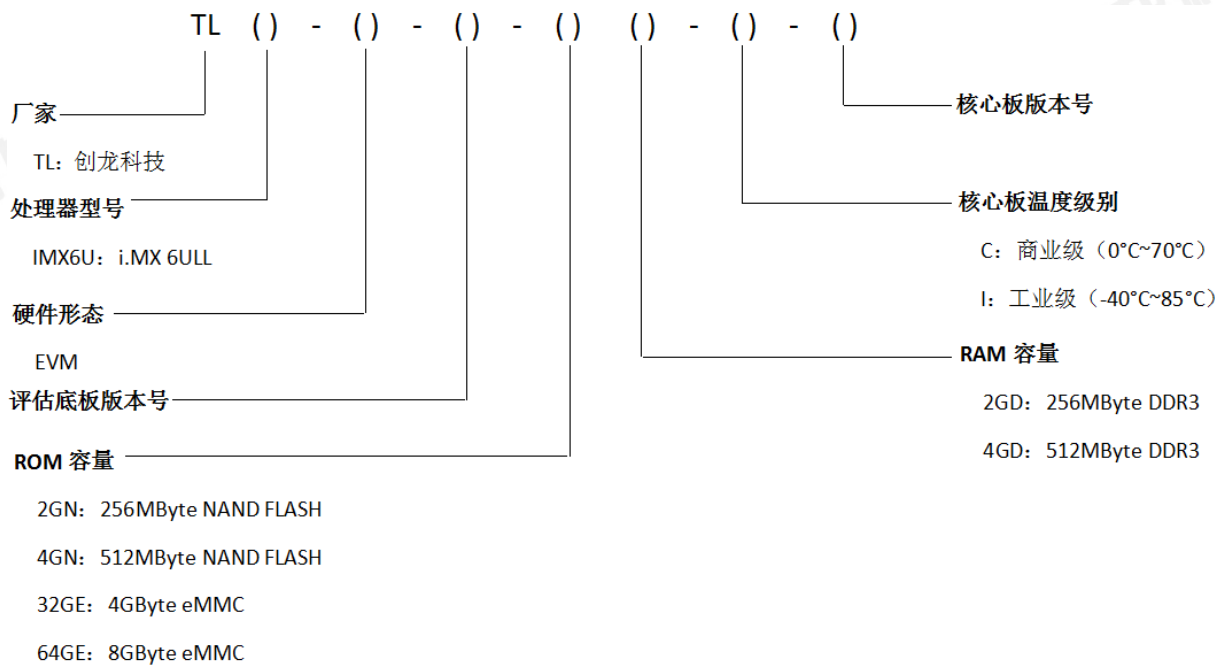 TL () - () - () - () () - () - ()
厂家
TL：创龙科技
处理器型号
IMX6U：i.MX 6ULL
硬件形态
EVM
评估底板版本号
ROM 容量
2GN：256MByte NAND FLASH
4GN：512MByte NAND FLASH
32GE：4GByte eMMC
64GE：8GByte eMMC
核心板版本号
核心板温度级别
C：商业级（0°C~70°C）
I：工业级（-40°C~85°C）
RAM 容量
2GD：256MByte DDR3
4GD：512MByte DDR3